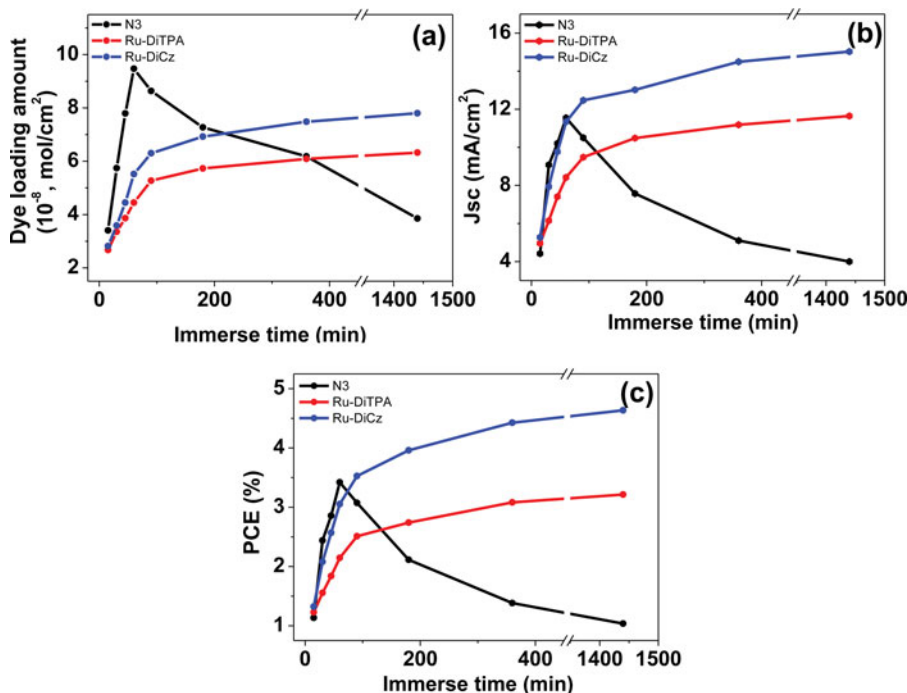 (a)
N3
Ru-DiTPA
Ru-DiCz
Dye loading amount
(10⁻⁸, mol/cm²)
10
8
6
4
2
0 200 400 1440 1500
Immerse time (min)
(b)
N3
Ru-DiTPA
Ru-DiCz
Jsc (mA/cm²)
16
12
8
4
0 200 400 1440 1500
Immerse time (min)
(c)
N3
Ru-DiTPA
Ru-DiCz
PCE (%)
5
4
3
2
1
0 200 400 1440 1500
Immerse time (min)